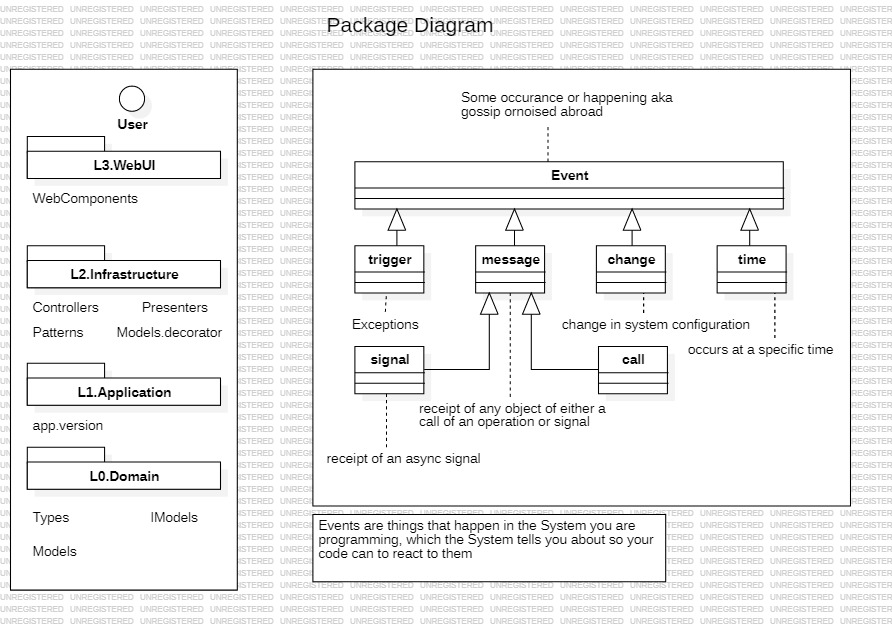 Package Diagram
User
L3.WebUI
WebComponents
L2.Infrastructure
Controllers Presenters
Patterns Models.decorator
L1.Application
app.version
L0.Domain
Types IModels
Models
Some occurance or happening aka
gossip ornoised abroad
Event
trigger message change time
Exceptions
change in system configuration
occurs at a specific time
signal call
receipt of any object of either a
call of an operation or signal
receipt of an async signal
Events are things that happen in the System you are
programming, which the System tells you about so your
code can to react to them
UNREGISTERED